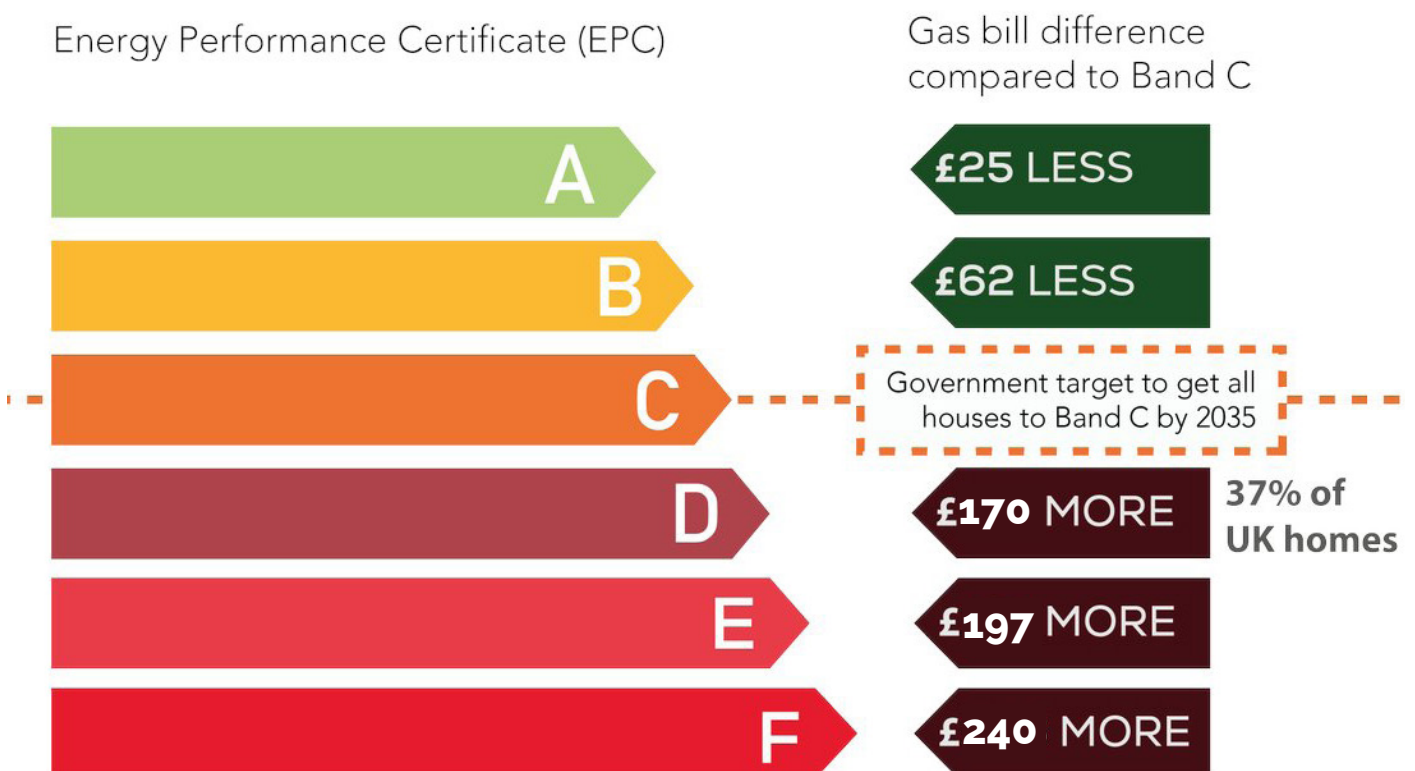 Energy Performance Certificate (EPC)
Gas bill difference
compared to Band C
A
£25 LESS
B
£62 LESS
C
Government target to get all
houses to Band C by 2035
D
£170 MORE
37% of
UK homes
E
£197 MORE
F
£240 MORE